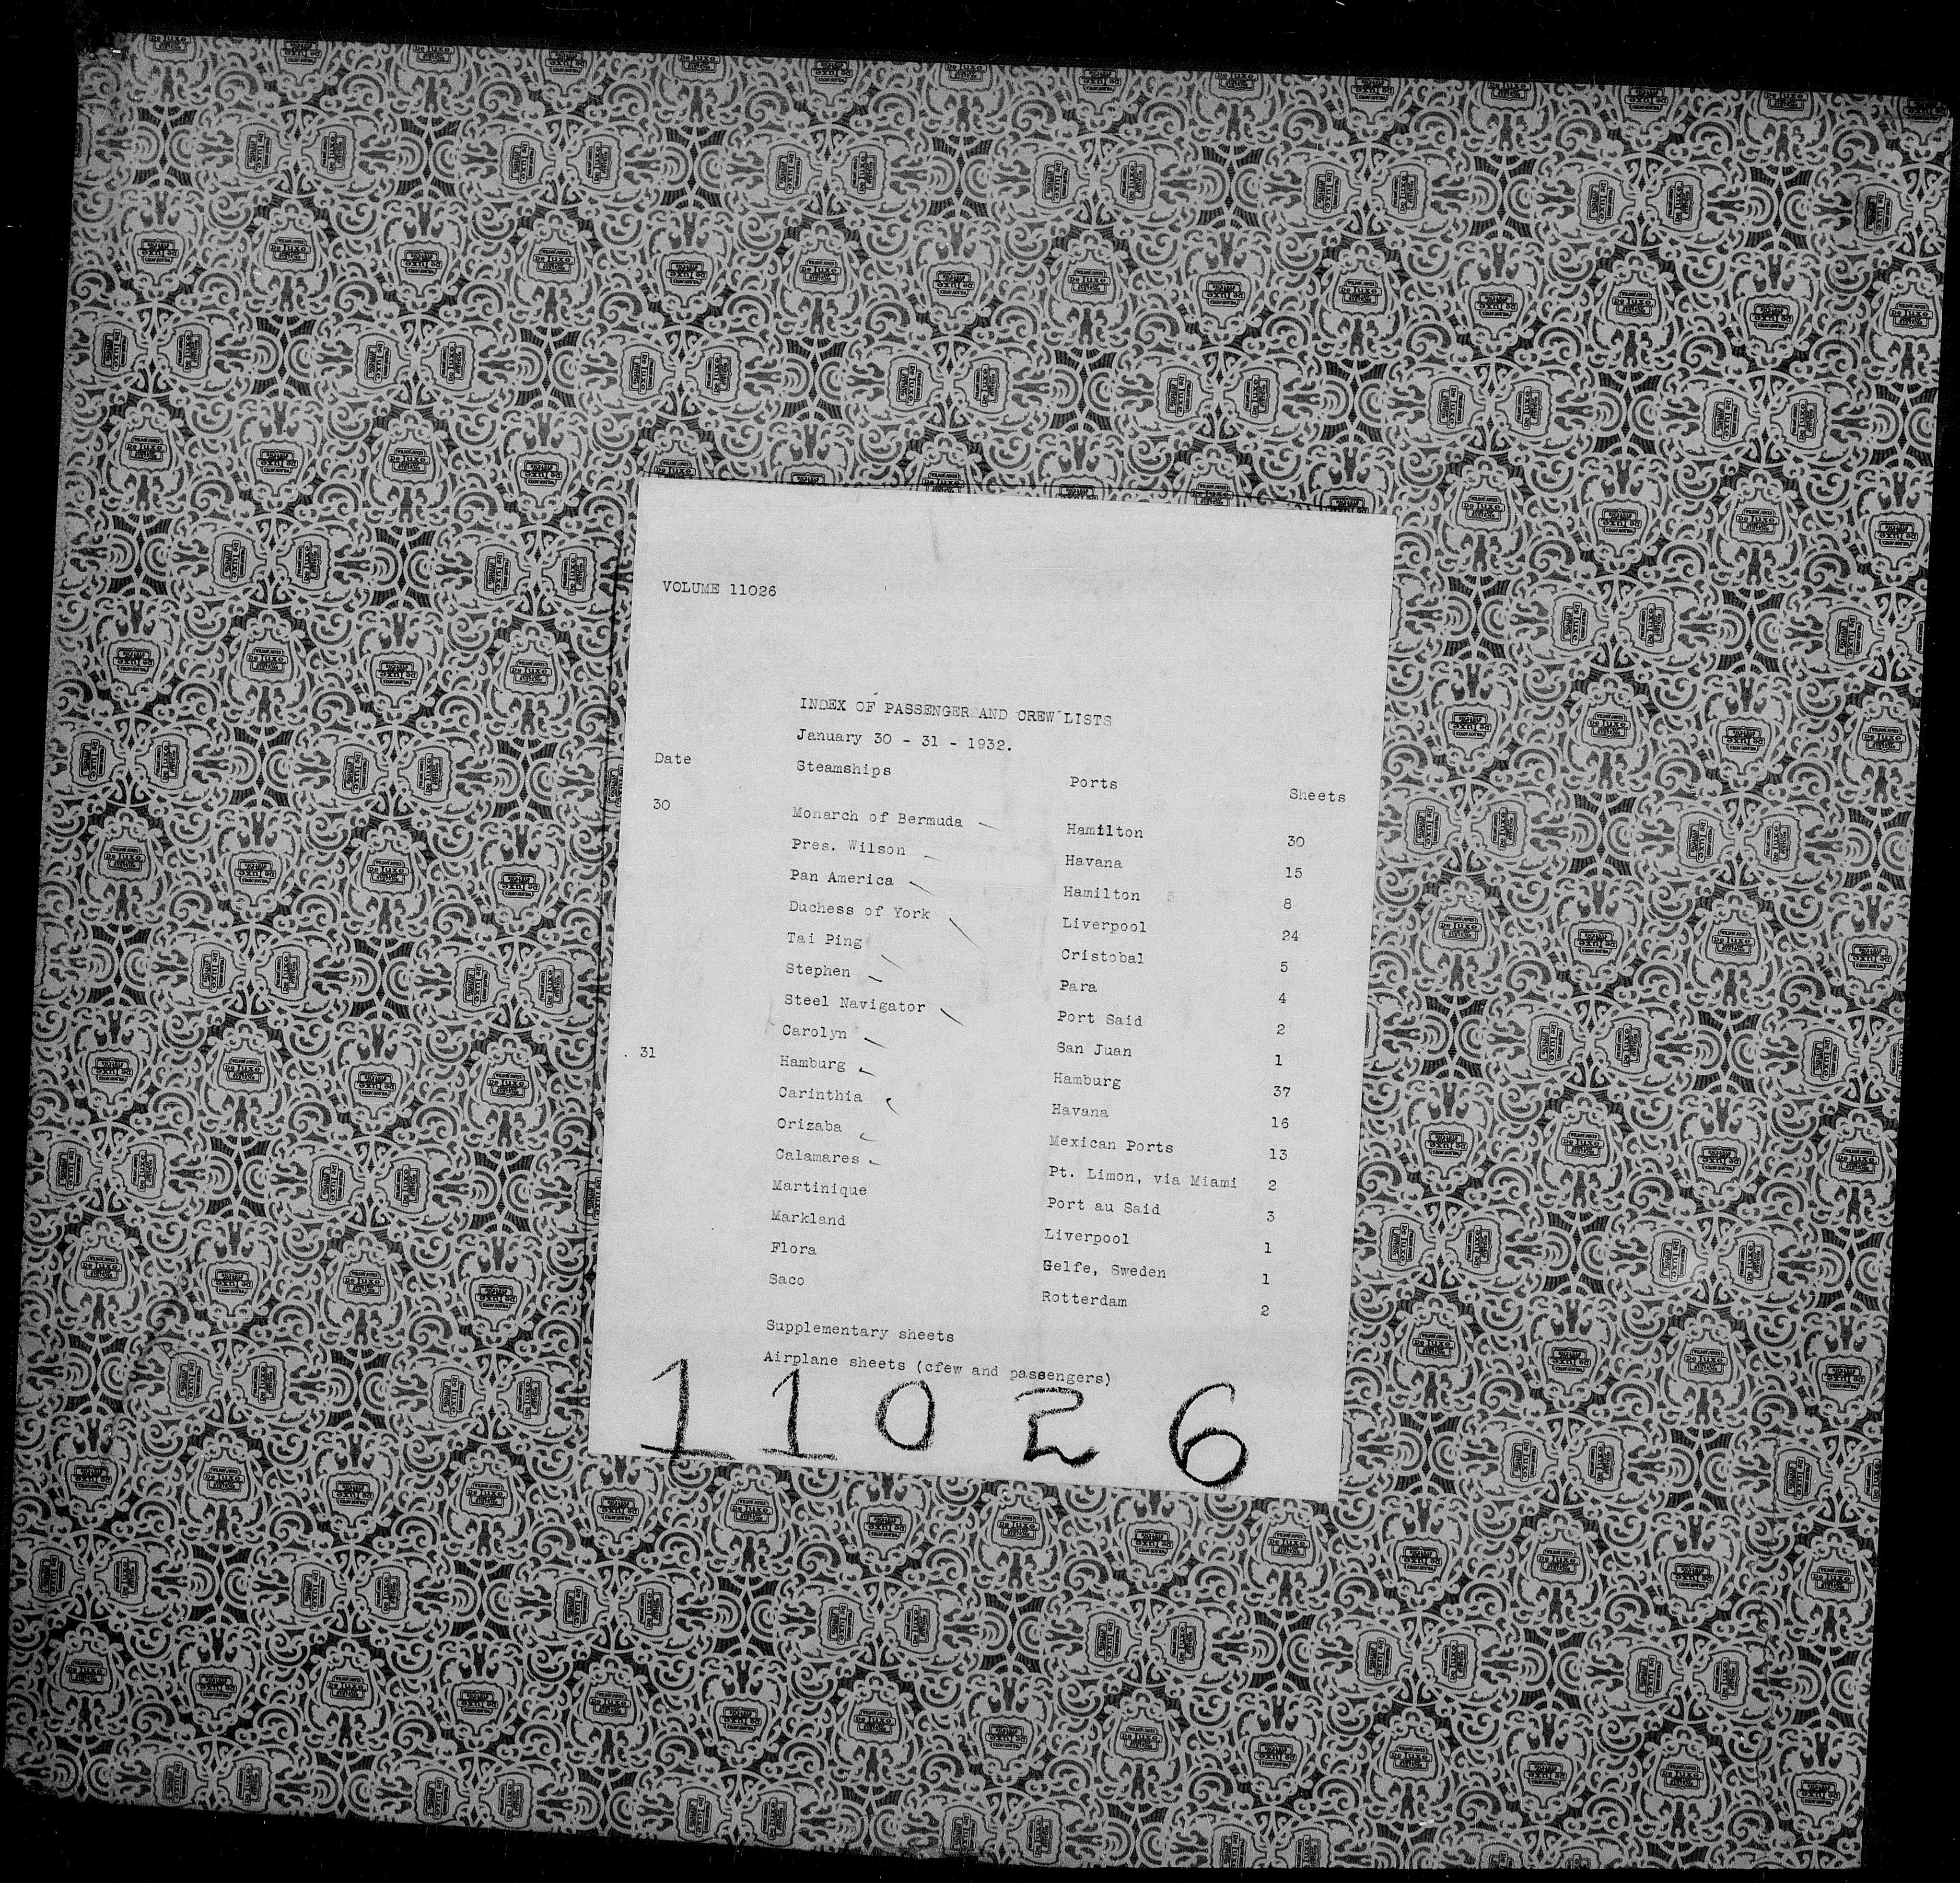 VOLUME 11026
INDEX OF PASSENGER AND CREW LISTS
January 30 - 31 - 1932.
Date Steamships Ports Sheets
30 Monarch of Bermuda Hamilton 30
Pres. Wilson Havana 15
Pan America Hamilton 8
Duchess of York Liverpool 24
Tai Ping Cristobal 5
Stephen Para 4
Steel Navigator Port Said 2
Carolyn San Juan 1
31 Hamburg Hamburg 37
Carinthia Havana 16
Orizaba Mexican Ports 13
Calamares Pt. Limon, via Miami 2
Martinique Port au Said 3
Markland Liverpool 1
Flora Gelfe, Sweden 1
Saco Rotterdam 2
Supplementary sheets
Airplane sheets (cfew and passengers)
11026